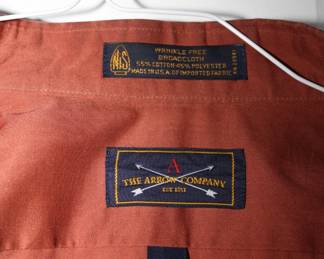 WRINKLE FREE
BROADCLOTH
55% COTTON 45% POLYESTER
MADE IN U.S.A. OF IMPORTED FABRIC
A
THE ARROW COMPANY
EST 1851